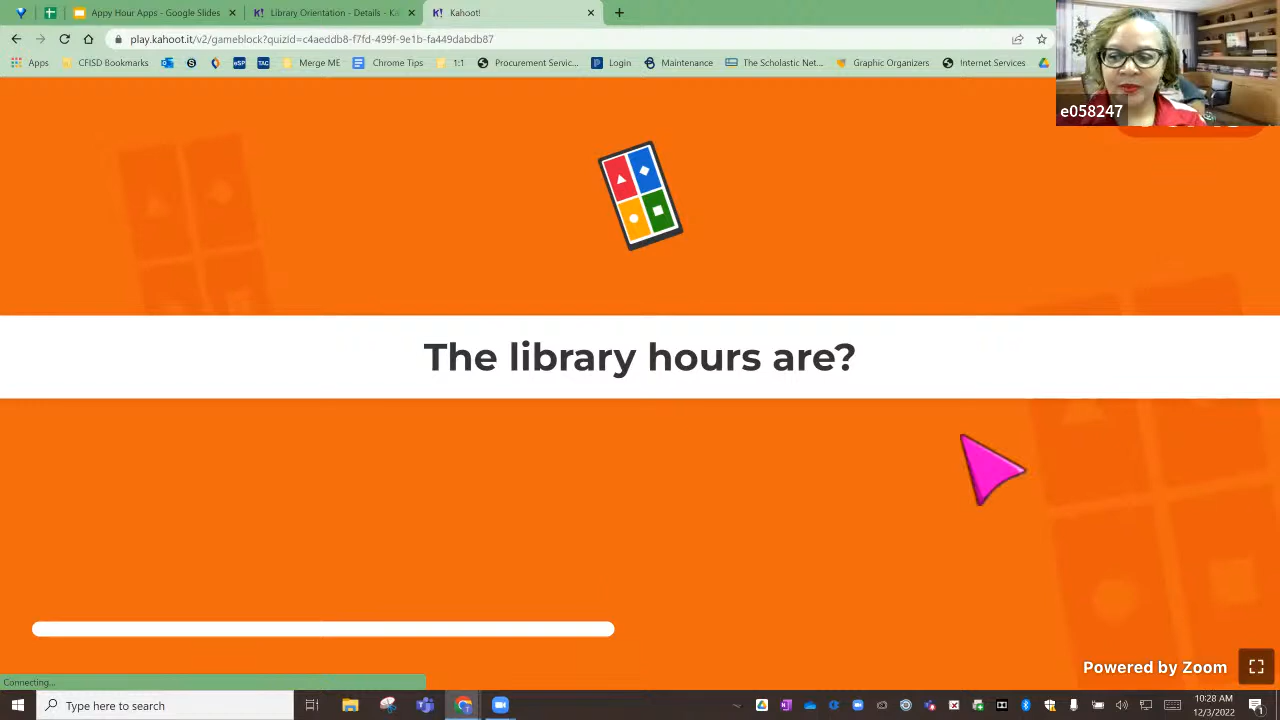 Appy Hour Apps - Google Slides
Library Orientation - Details - Ka
Kahoot!
play.kahoot.it/v2/gameblock?quizId=c4aeddb8-f7fd-499f-9e1b-fa449dabdb87
Apps CFISD Bookmarks Merge ME Chrome Tips 1:1 Procurement Servic... Login Maintenance The Scholastic Net... Graphic Organizers Internet Services
e058247
The library hours are?
Powered by Zoom
Connecting...
Type here to search
10:28 AM
12/3/2022